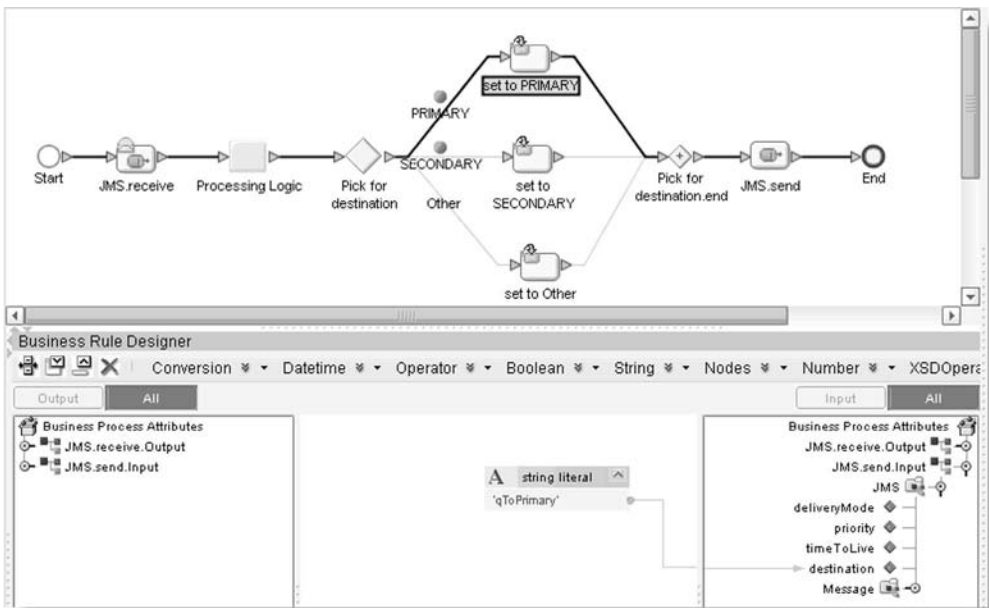 set to PRIMARY
PRIMARY
SECONDARY
Start
JMS.receive
Processing Logic
Pick for
destination
Other
set to
SECONDARY
Pick for
destination.end
JMS.send
End
set to Other
Business Rule Designer
Conversion Datetime Operator Boolean String Nodes Number XSDOpera
Output All
Input All
Business Process Attributes
JMS.receive.Output
JMS.send.Input
A string literal
'qToPrimary'
Business Process Attributes
JMS.receive.Output
JMS.send.Input
JMS
deliveryMode
priority
timeToLive
destination
Message